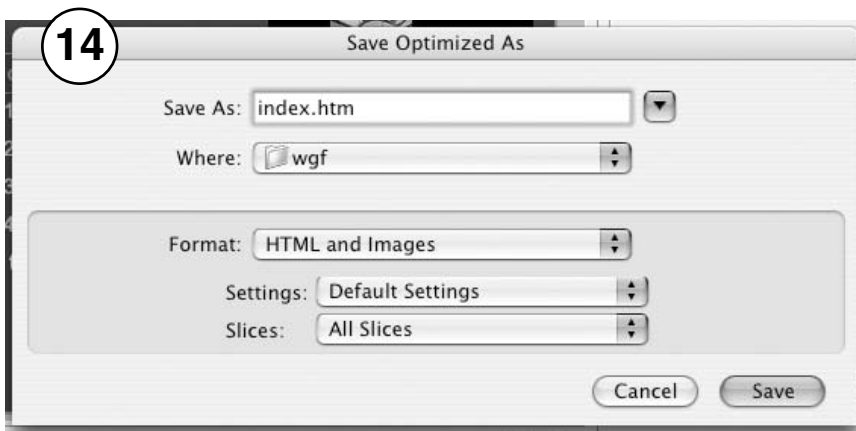 14
Save Optimized As
Save As: index.htm
Where: wgf
Format: HTML and Images
Settings: Default Settings
Slices: All Slices
Cancel Save